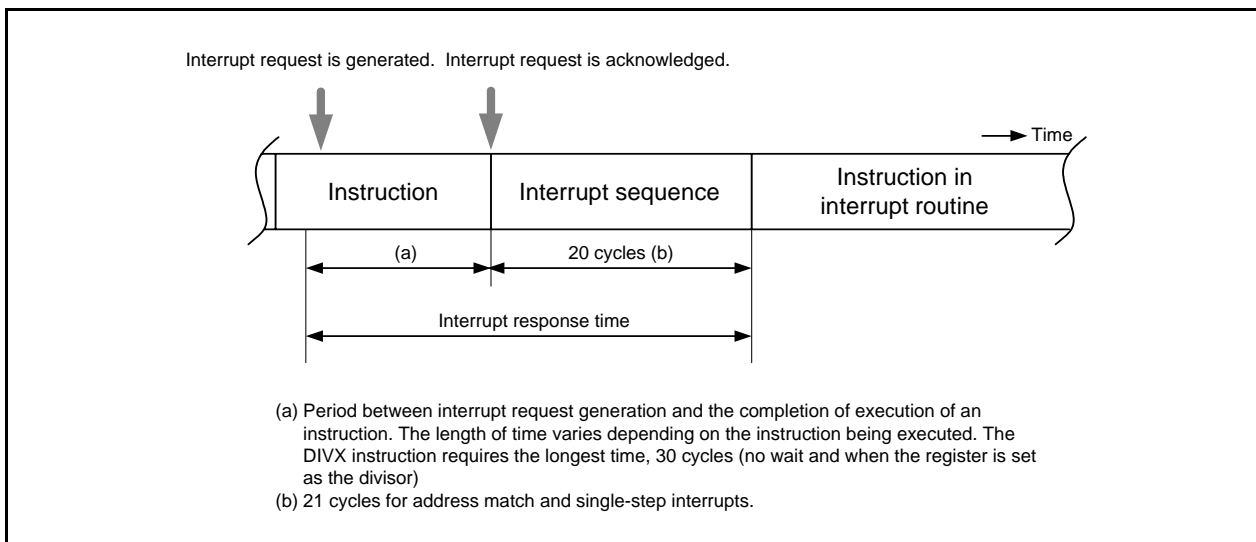 Interrupt request is generated. Interrupt request is acknowledged.
Time
Instruction
Interrupt sequence
Instruction in
interrupt routine
(a)
20 cycles (b)
Interrupt response time
(a) Period between interrupt request generation and the completion of execution of an
instruction. The length of time varies depending on the instruction being executed. The
DIVX instruction requires the longest time, 30 cycles (no wait and when the register is set
as the divisor)
(b) 21 cycles for address match and single-step interrupts.